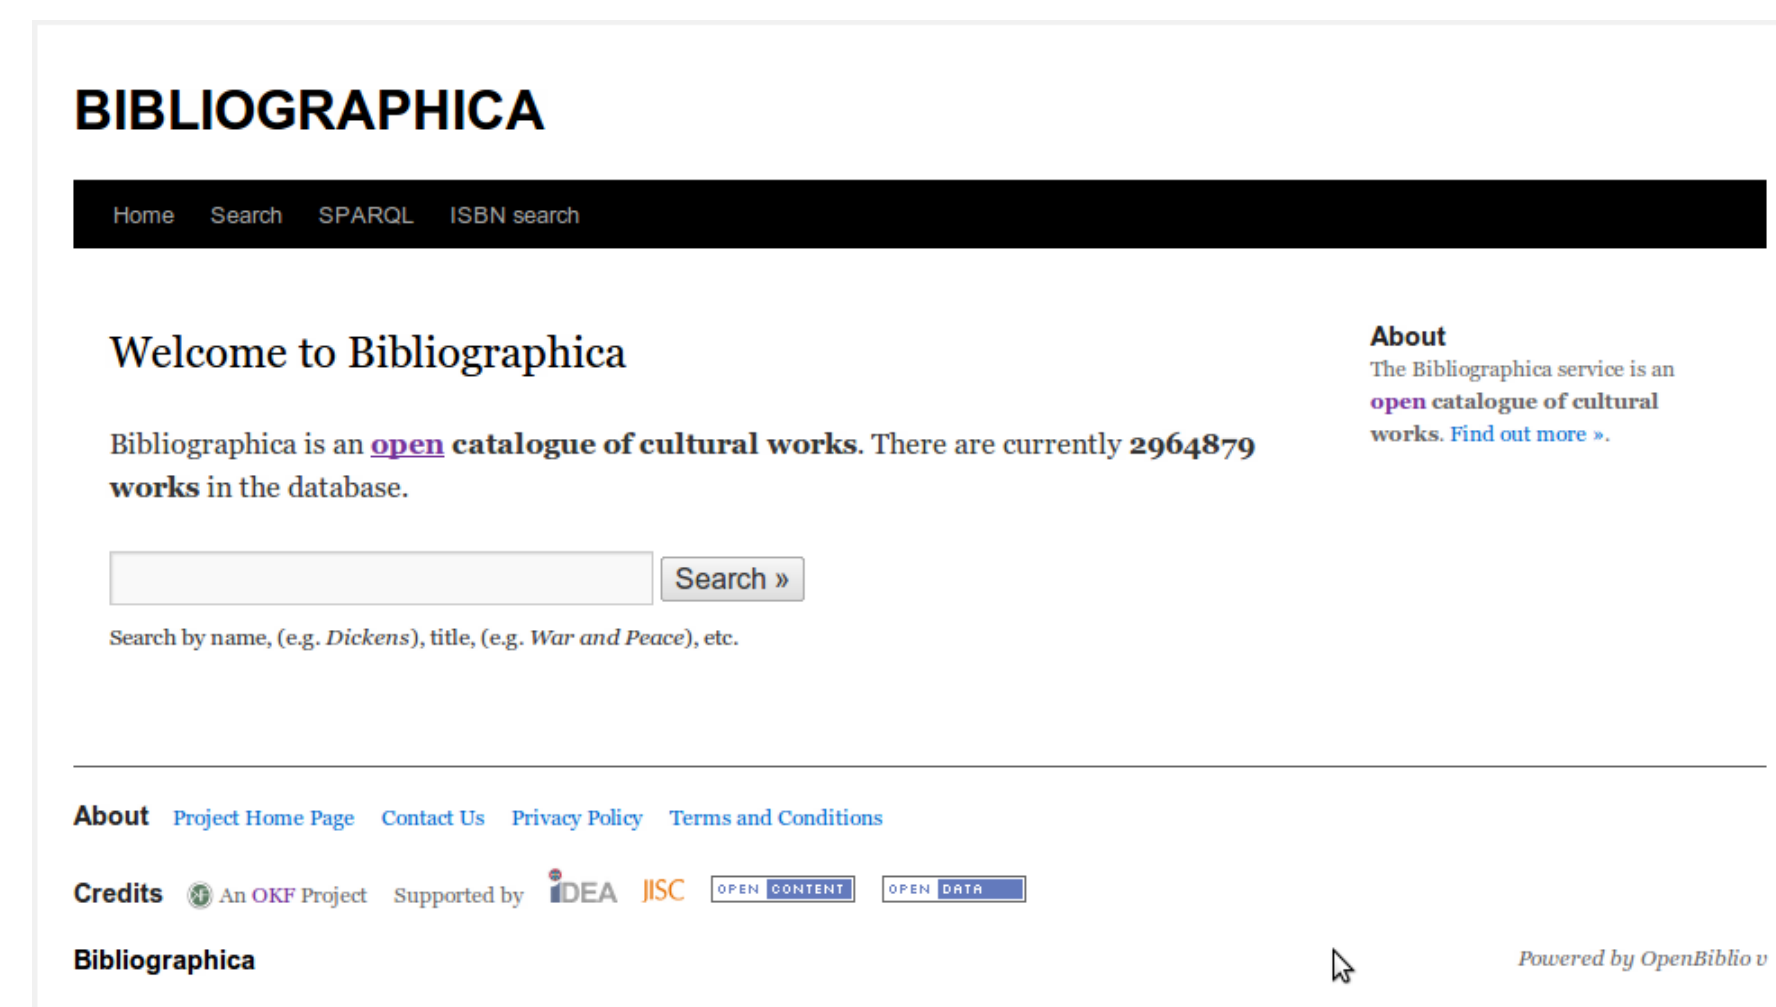 BIBLIOGRAPHICA
Home Search SPARQL ISBN search
Welcome to Bibliographica
Bibliographica is an open catalogue of cultural works. There are currently 2964879
works in the database.
Search »
Search by name, (e.g. Dickens), title, (e.g. War and Peace), etc.
About
The Bibliographica service is an
open catalogue of cultural
works. Find out more ».
About Project Home Page Contact Us Privacy Policy Terms and Conditions
Credits An OKF Project Supported by iDEA JISC OPEN CONTENT OPEN DATA
Bibliographica
Powered by OpenBiblio v